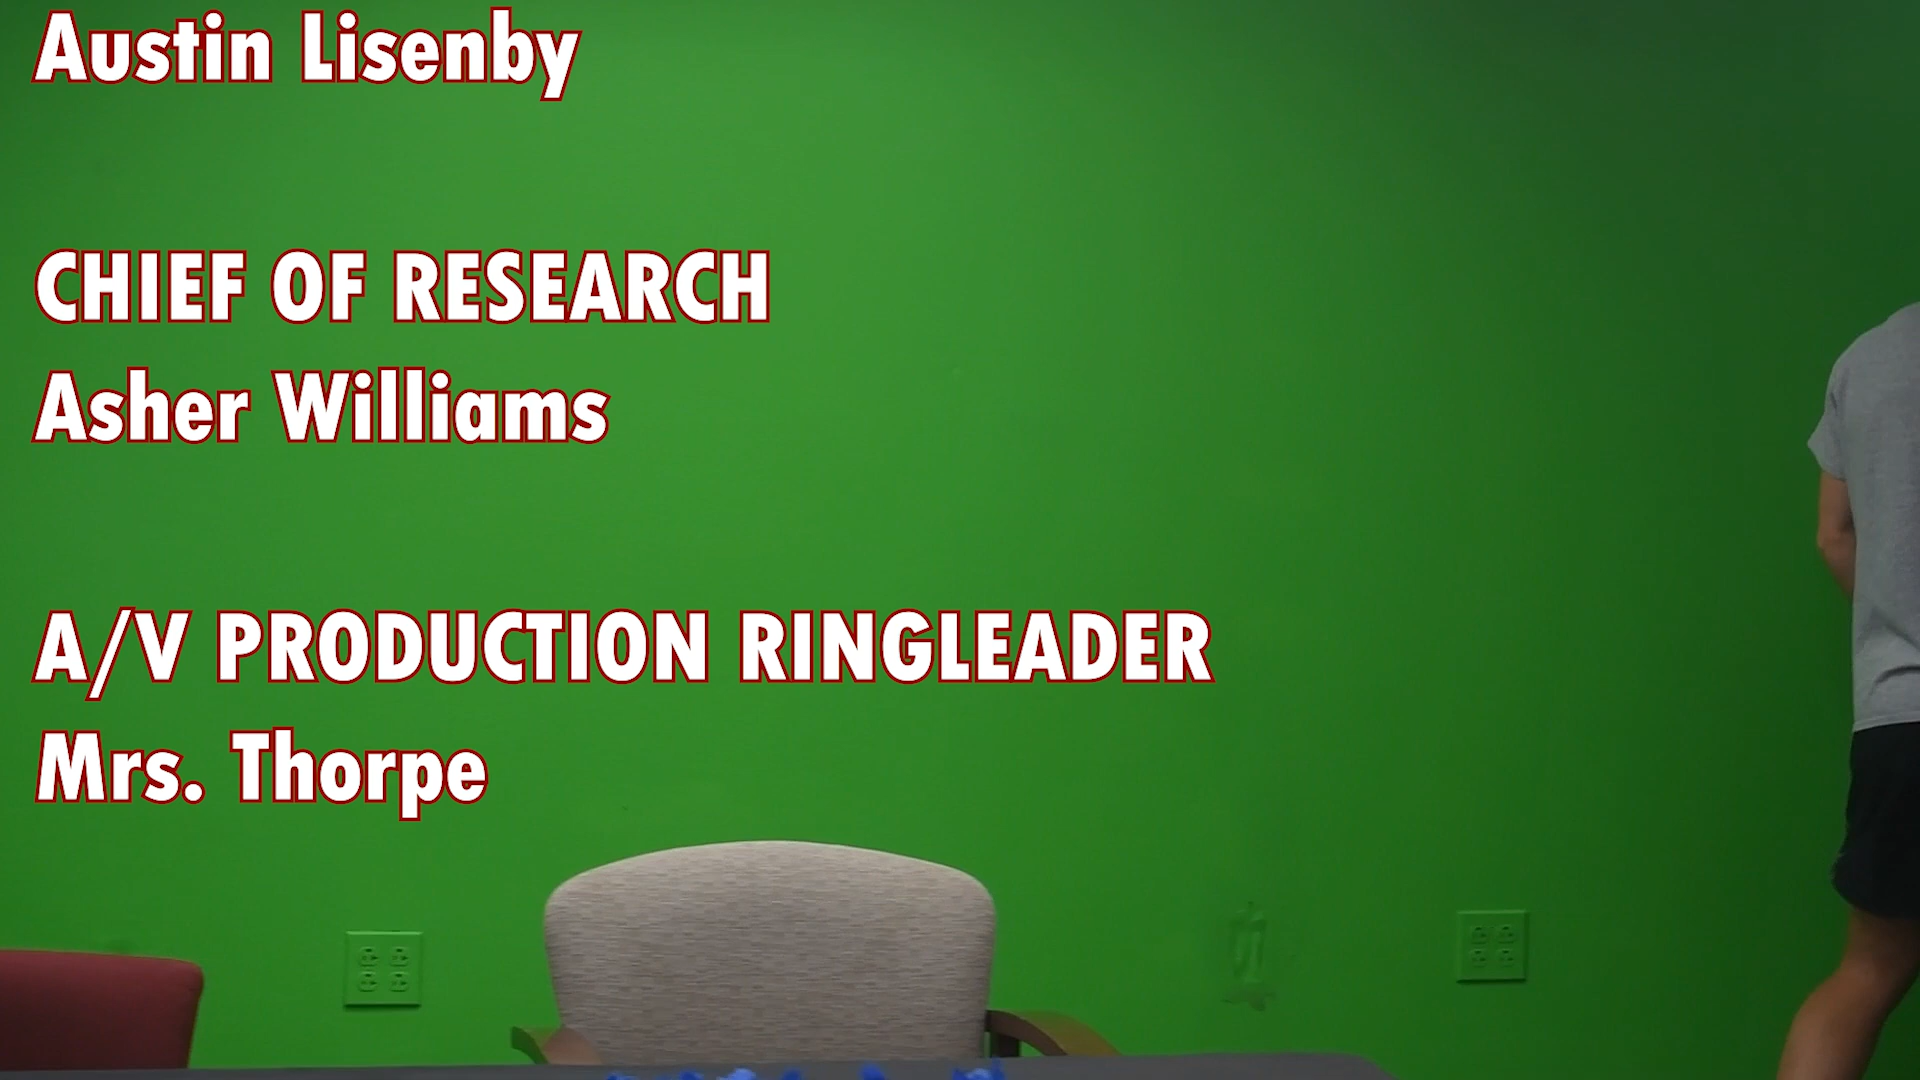 Austin Lisenby
CHIEF OF RESEARCH
Asher Williams
A/V PRODUCTION RINGLEADER
Mrs. Thorpe